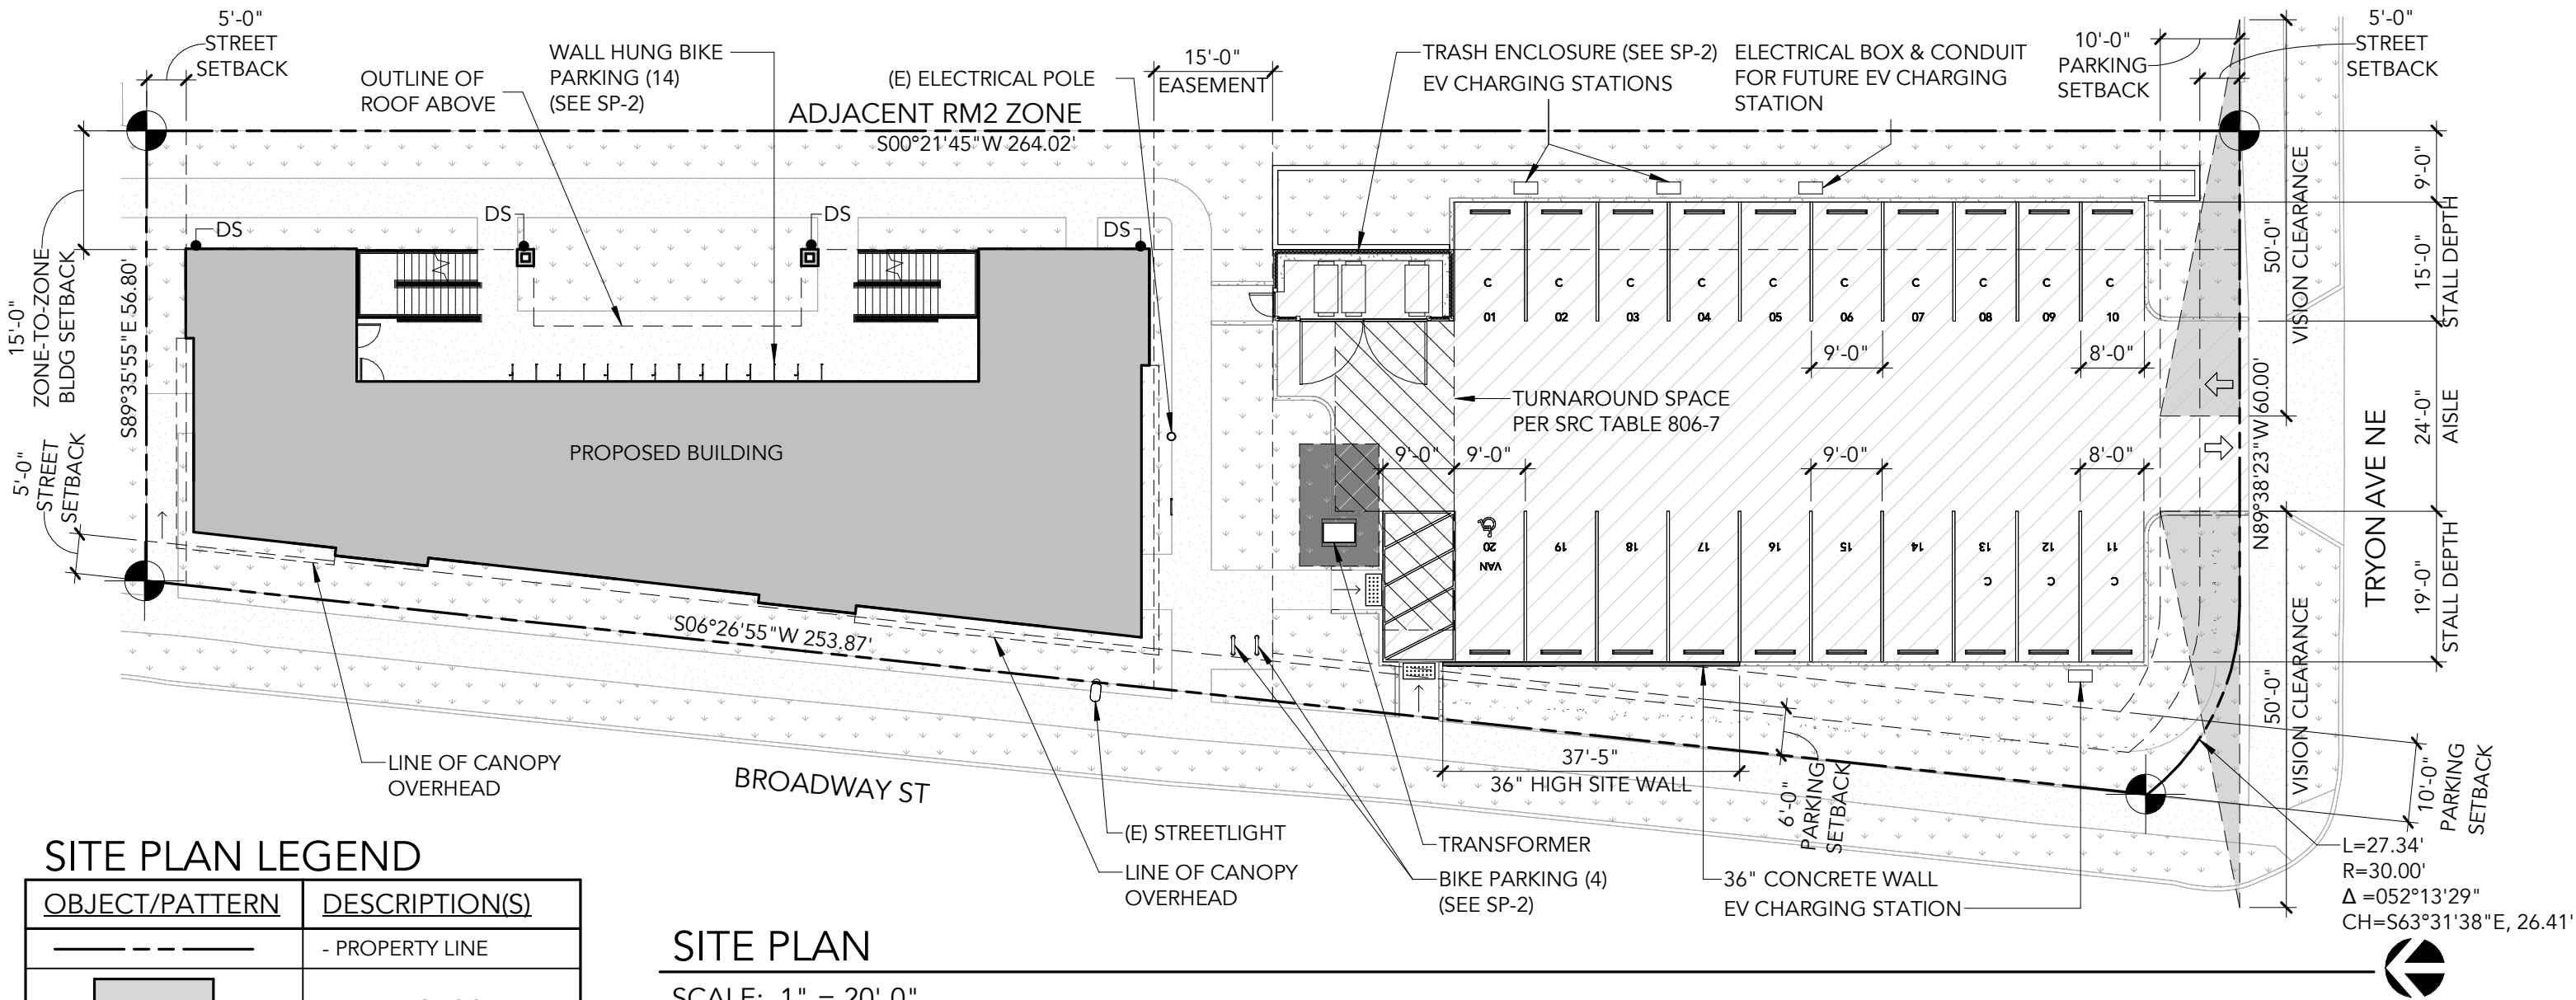 5'-0"
STREET
SETBACK
OUTLINE OF
ROOF ABOVE
WALL HUNG BIKE
PARKING (14)
(SEE SP-2)
(E) ELECTRICAL POLE
15'-0"
EASEMENT
TRASH ENCLOSURE (SEE SP-2)
EV CHARGING STATIONS
ELECTRICAL BOX & CONDUIT
FOR FUTURE EV CHARGING
STATION
10'-0"
PARKING
SETBACK
5'-0"
STREET
SETBACK
ADJACENT RM2 ZONE
S00°21'45"W 264.02'
DS
DS
DS
DS
15'-0"
ZONE-TO-ZONE
BLDG SETBACK
S89°35'55"E 56.80'
5'-0"
STREET
SETBACK
PROPOSED BUILDING
C
C
C
C
C
C
C
C
C
C
01
02
03
04
05
06
07
08
09
10
9'-0"
8'-0"
TURNAROUND SPACE
PER SRC TABLE 806-7
9'-0"
9'-0"
9'-0"
8'-0"
20
19
18
17
16
15
14
13
12
11
VAN
C
C
C
50'-0"
VISION CLEARANCE
N89°38'23"W 60.00'
50'-0"
VISION CLEARANCE
TRYON AVE NE
9'-0"
15'-0"
STALL DEPTH
24'-0"
AISLE
19'-0"
STALL DEPTH
S06°26'55"W 253.87'
LINE OF CANOPY
OVERHEAD
BROADWAY ST
37'-5"
36" HIGH SITE WALL
6'-0"
PARKING
SETBACK
10'-0"
PARKING
SETBACK
(E) STREETLIGHT
LINE OF CANOPY
OVERHEAD
TRANSFORMER
BIKE PARKING (4)
(SEE SP-2)
36" CONCRETE WALL
EV CHARGING STATION
L=27.34'
R=30.00'
Δ =052°13'29"
CH=S63°31'38"E, 26.41'
SITE PLAN LEGEND
OBJECT/PATTERN
DESCRIPTION(S)
- PROPERTY LINE
SITE PLAN
SCALE: 1" = 20'-0"